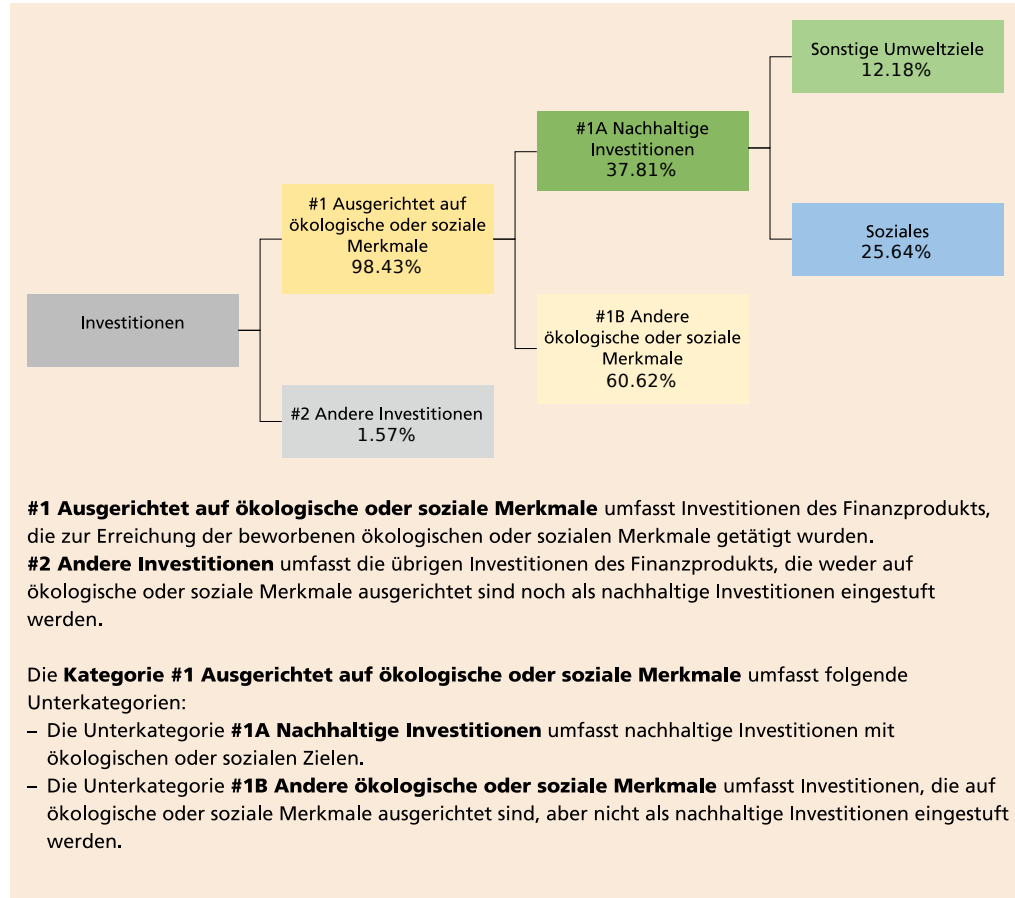 Sonstige Umweltziele
12.18%
#1A Nachhaltige
Investitionen
37.81%
#1 Ausgerichtet auf
ökologische oder soziale
Merkmale
98.43%
Soziales
25.64%
Investitionen
#1B Andere
ökologische oder soziale
Merkmale
60.62%
#2 Andere Investitionen
1.57%
#1 Ausgerichtet auf ökologische oder soziale Merkmale umfasst Investitionen des Finanzprodukts,
die zur Erreichung der beworbenen ökologischen oder sozialen Merkmale getätigt wurden.
#2 Andere Investitionen umfasst die übrigen Investitionen des Finanzprodukts, die weder auf
ökologische oder soziale Merkmale ausgerichtet sind noch als nachhaltige Investitionen eingestuft
werden.
Die Kategorie #1 Ausgerichtet auf ökologische oder soziale Merkmale umfasst folgende
Unterkategorien:
– Die Unterkategorie #1A Nachhaltige Investitionen umfasst nachhaltige Investitionen mit
ökologischen oder sozialen Zielen.
– Die Unterkategorie #1B Andere ökologische oder soziale Merkmale umfasst Investitionen, die auf
ökologische oder soziale Merkmale ausgerichtet sind, aber nicht als nachhaltige Investitionen eingestuft
werden.